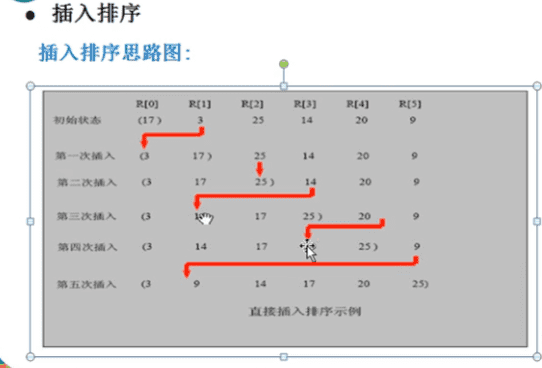 ● 插入排序
插入排序思路图:
R[0] R[1] R[2] R[3] R[4] R[5]
初始状态 (17) 3 25 14 20 9
第一次插入 (3 17) 25 14 20 9
第二次插入 (3 17 25) 14 20 9
第三次插入 (3 17 25) 20 9
第四次插入 (3 14 17 25) 9
第五次插入 (3 9 14 17 20 25)
直接插入排序示例